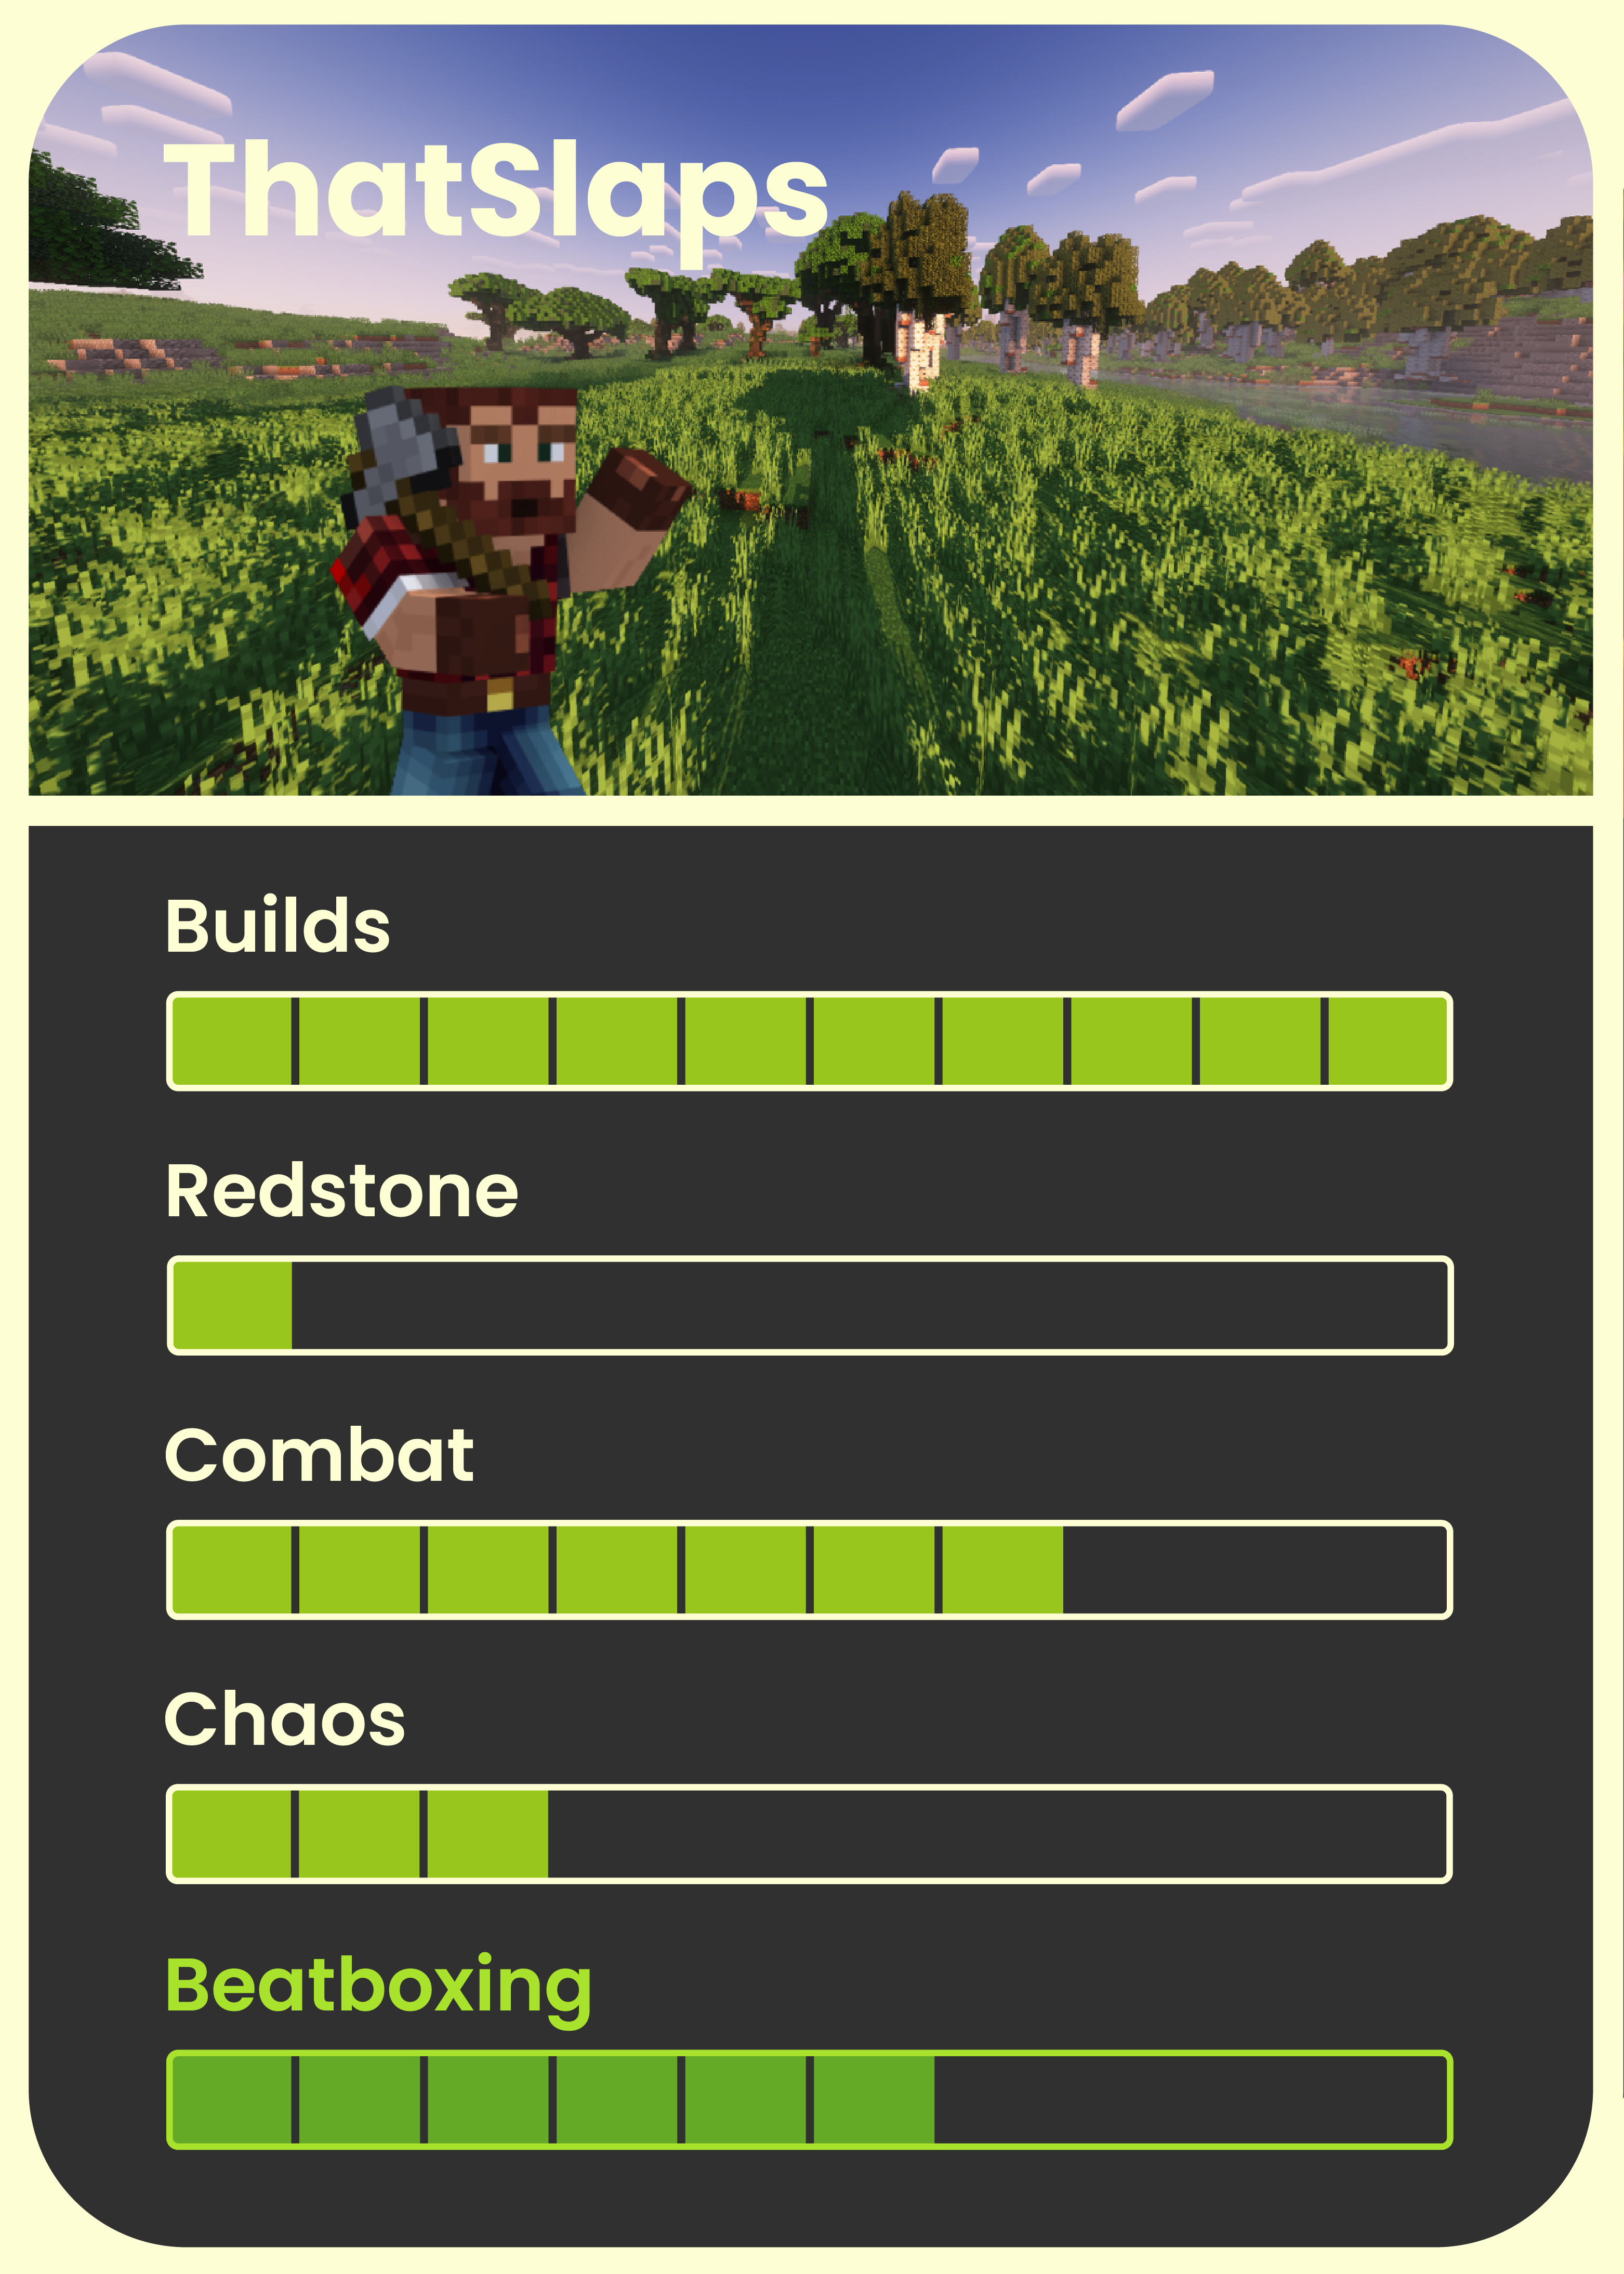 ThatSlaps
Builds
Redstone
Combat
Chaos
Beatboxing